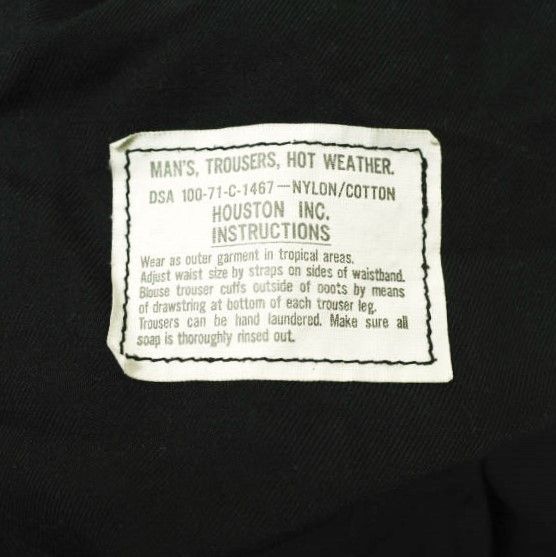 MAN'S, TROUSERS, HOT WEATHER.
DSA 100-71-C-1467—NYLON/COTTON
HOUSTON INC.
INSTRUCTIONS
Wear as outer garment in tropical areas.
Adjust waist size by straps on sides of waistband.
Blouse trouser cuffs outside of boots by means
of drawstring at bottom of each trouser leg.
Trousers can be hand laundered. Make sure all
soap is thoroughly rinsed out.